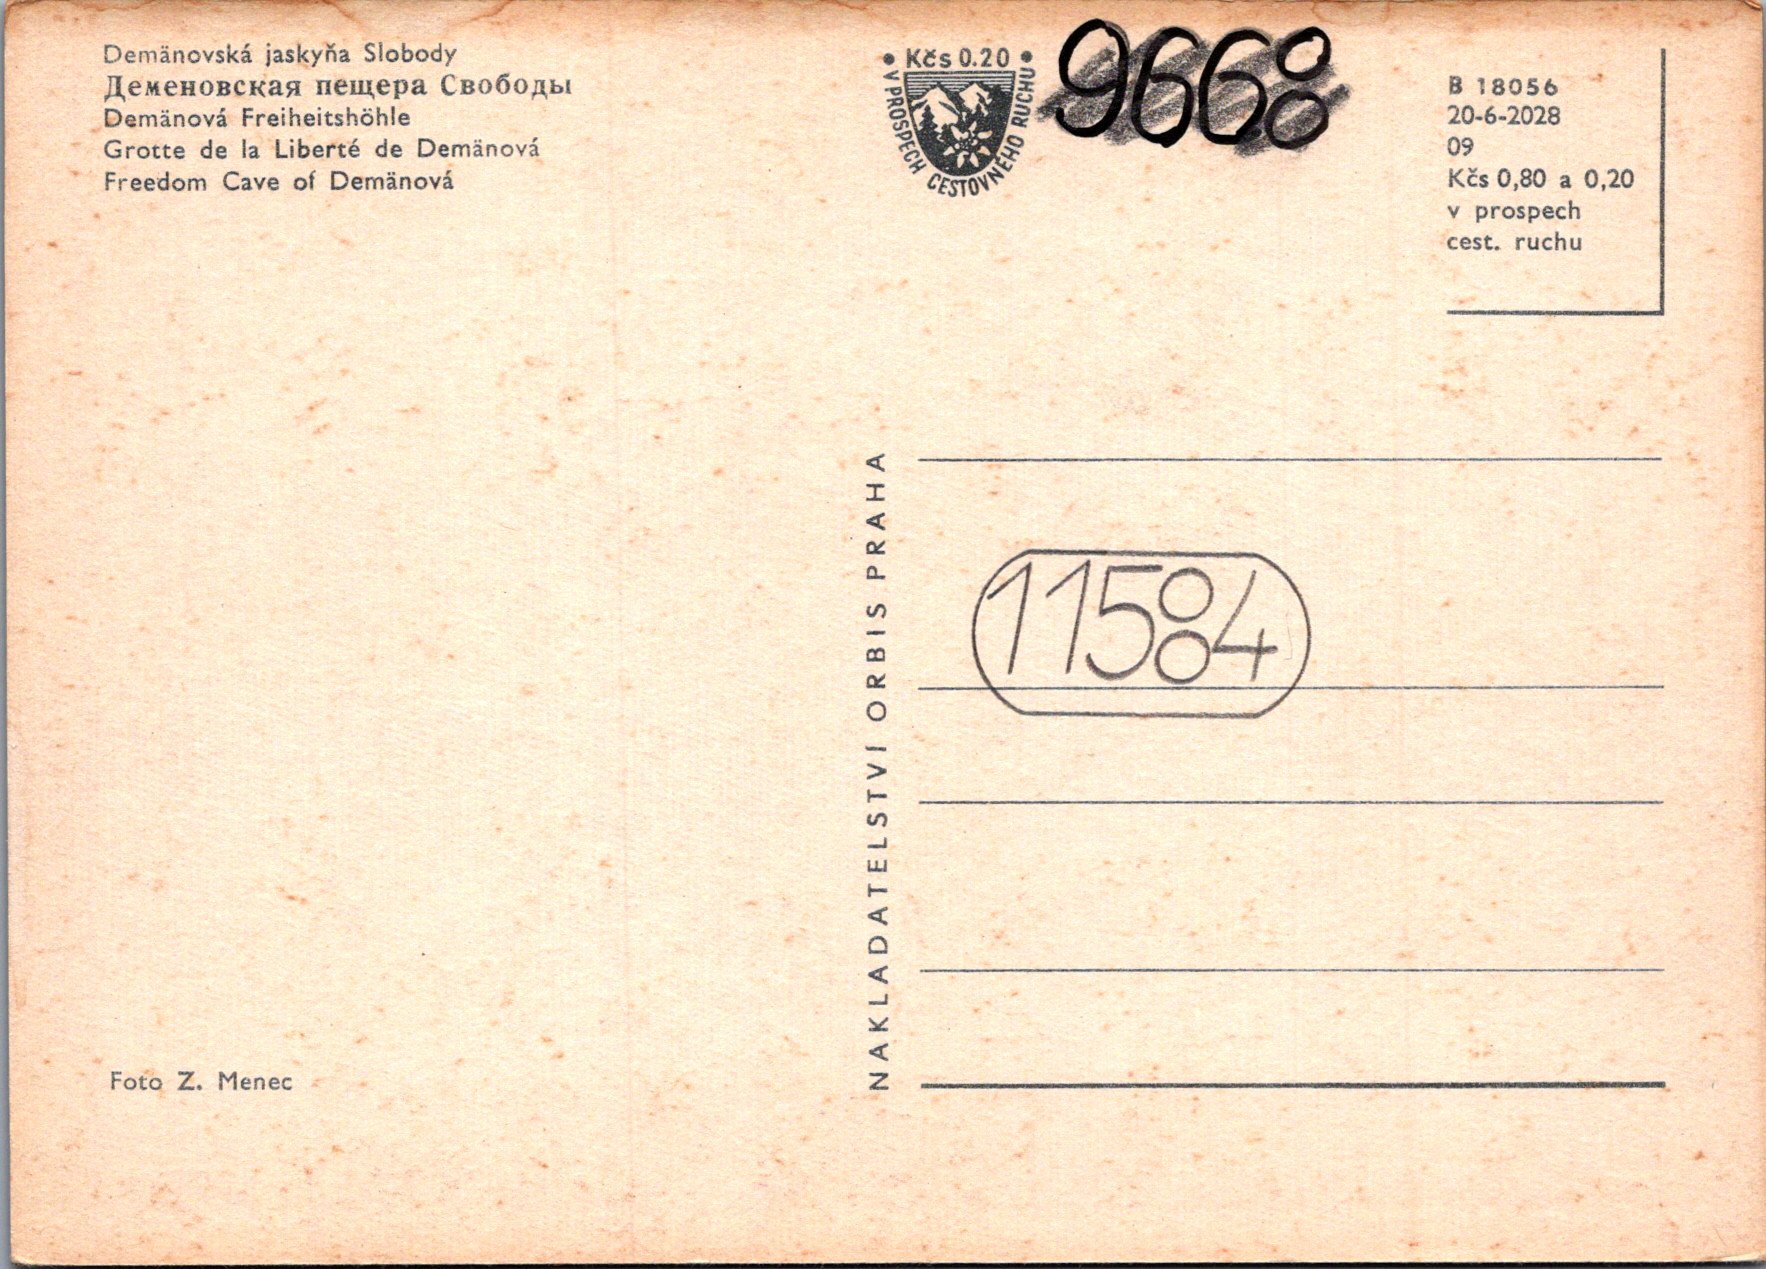 Demänovská jaskyňa Slobody
Деменовская пещера Свободы
Demänová Freiheitshöhle
Grotte de la Liberté de Demänová
Freedom Cave of Demänová
• Kčs 0.20 •
V PROSPECH CESTOVNÉHO RUCHU
9668
B 18056
20-6-2028
09
Kčs 0,80 a 0,20
v prospech
cest. ruchu
NAKLADATELSTVÍ ORBIS PRAHA
11584
Foto Z. Menec